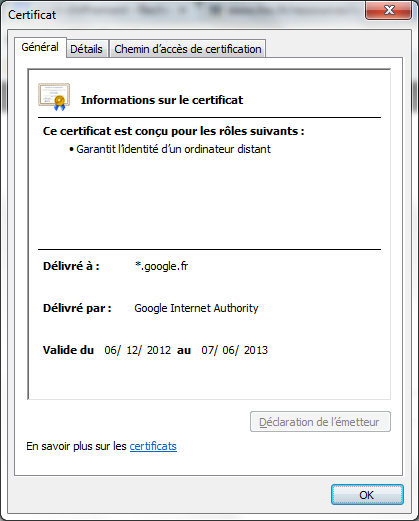 Certificat
Général
Détails
Chemin d'accès de certification
Informations sur le certificat
Ce certificat est conçu pour les rôles suivants :
• Garantit l'identité d'un ordinateur distant
Délivré à : *.google.fr
Délivré par : Google Internet Authority
Valide du 06/ 12/ 2012 au 07/ 06/ 2013
Déclaration de l'émetteur
En savoir plus sur les certificats
OK